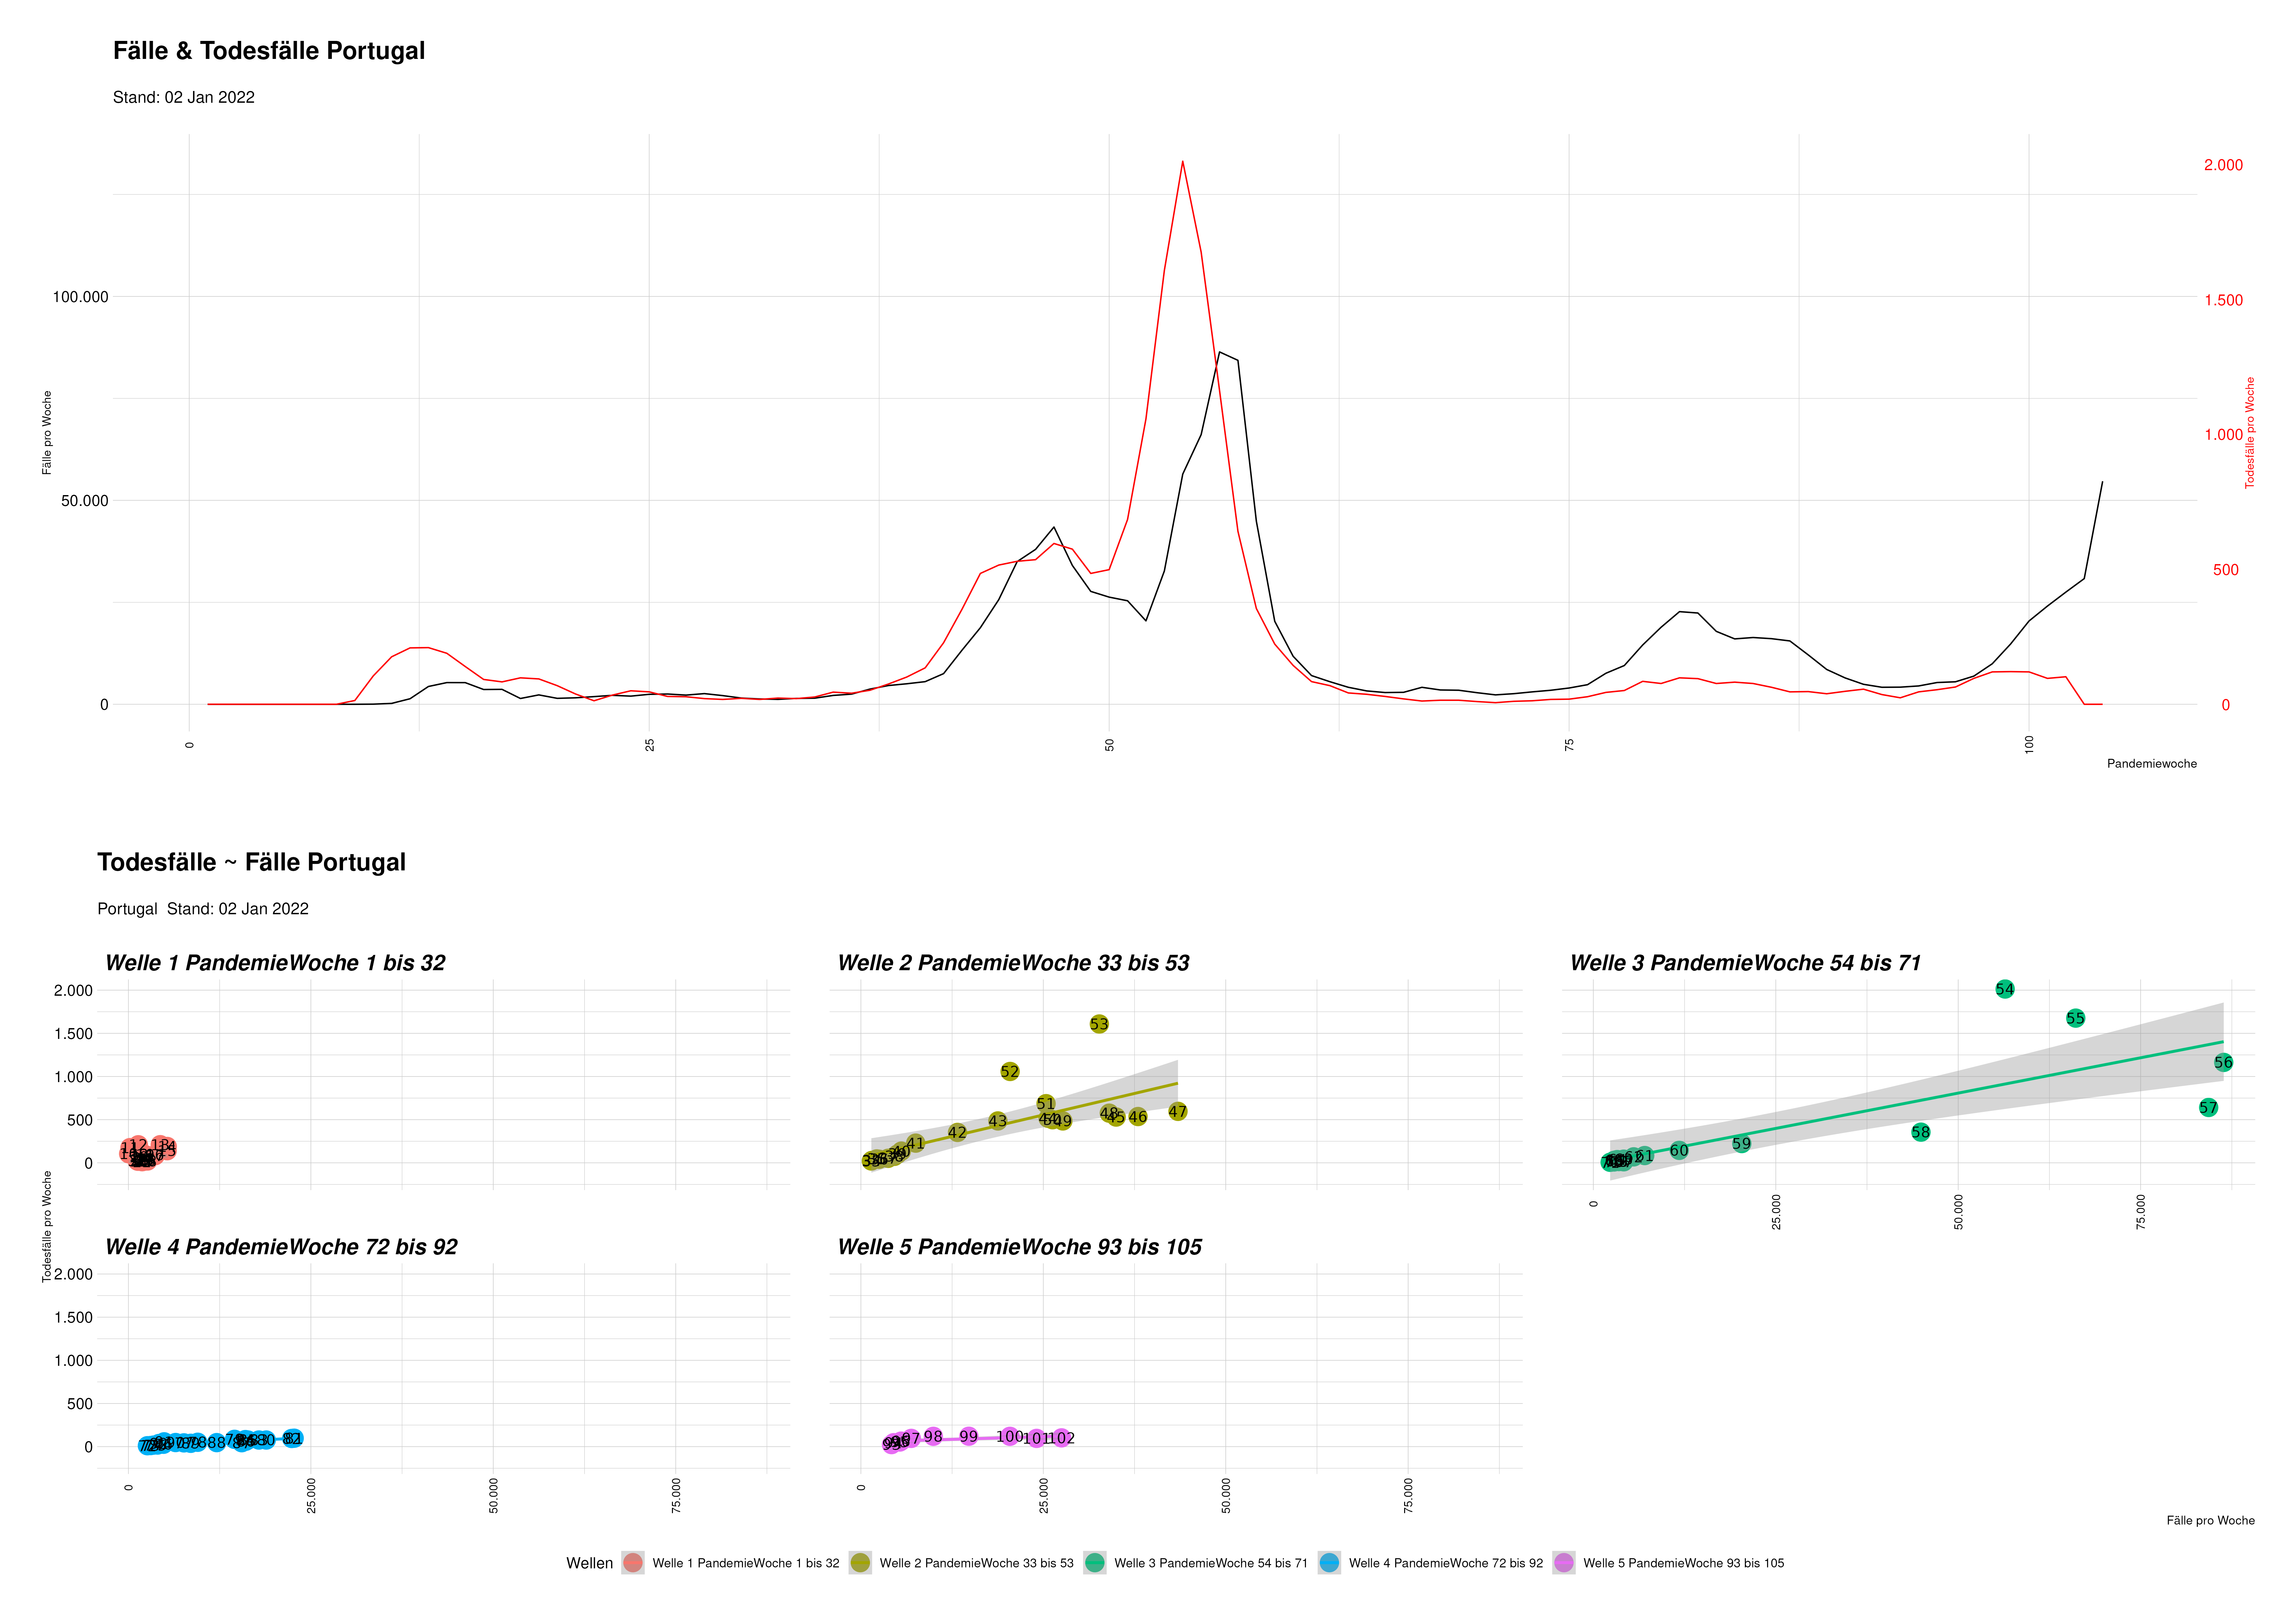 Fälle & Todesfälle Portugal
Stand: 02 Jan 2022
2.000
1.500
1.000
500
0
100.000
50.000
0
Fälle pro Woche
Todesfälle pro Woche
0 25 50 75 100
Pandemiewoche
Todesfälle ~ Fälle Portugal
Portugal  Stand: 02 Jan 2022
Welle 1 PandemieWoche 1 bis 32
Welle 2 PandemieWoche 33 bis 53
Welle 3 PandemieWoche 54 bis 71
2.000
1.500
1.000
500
0
12 13
41 42 43 51 52 53 49 48 45 46 47
54 55 56 57 58 59 60 61
0 25.000 50.000 75.000
Todesfälle pro Woche
Welle 4 PandemieWoche 72 bis 92
Welle 5 PandemieWoche 93 bis 105
2.000
1.500
1.000
500
0
88 80 81
97 98 99 100 101 102
0 25.000 50.000 75.000
0 25.000 50.000 75.000
Fälle pro Woche
Wellen Welle 1 PandemieWoche 1 bis 32 Welle 2 PandemieWoche 33 bis 53 Welle 3 PandemieWoche 54 bis 71 Welle 4 PandemieWoche 72 bis 92 Welle 5 PandemieWoche 93 bis 105